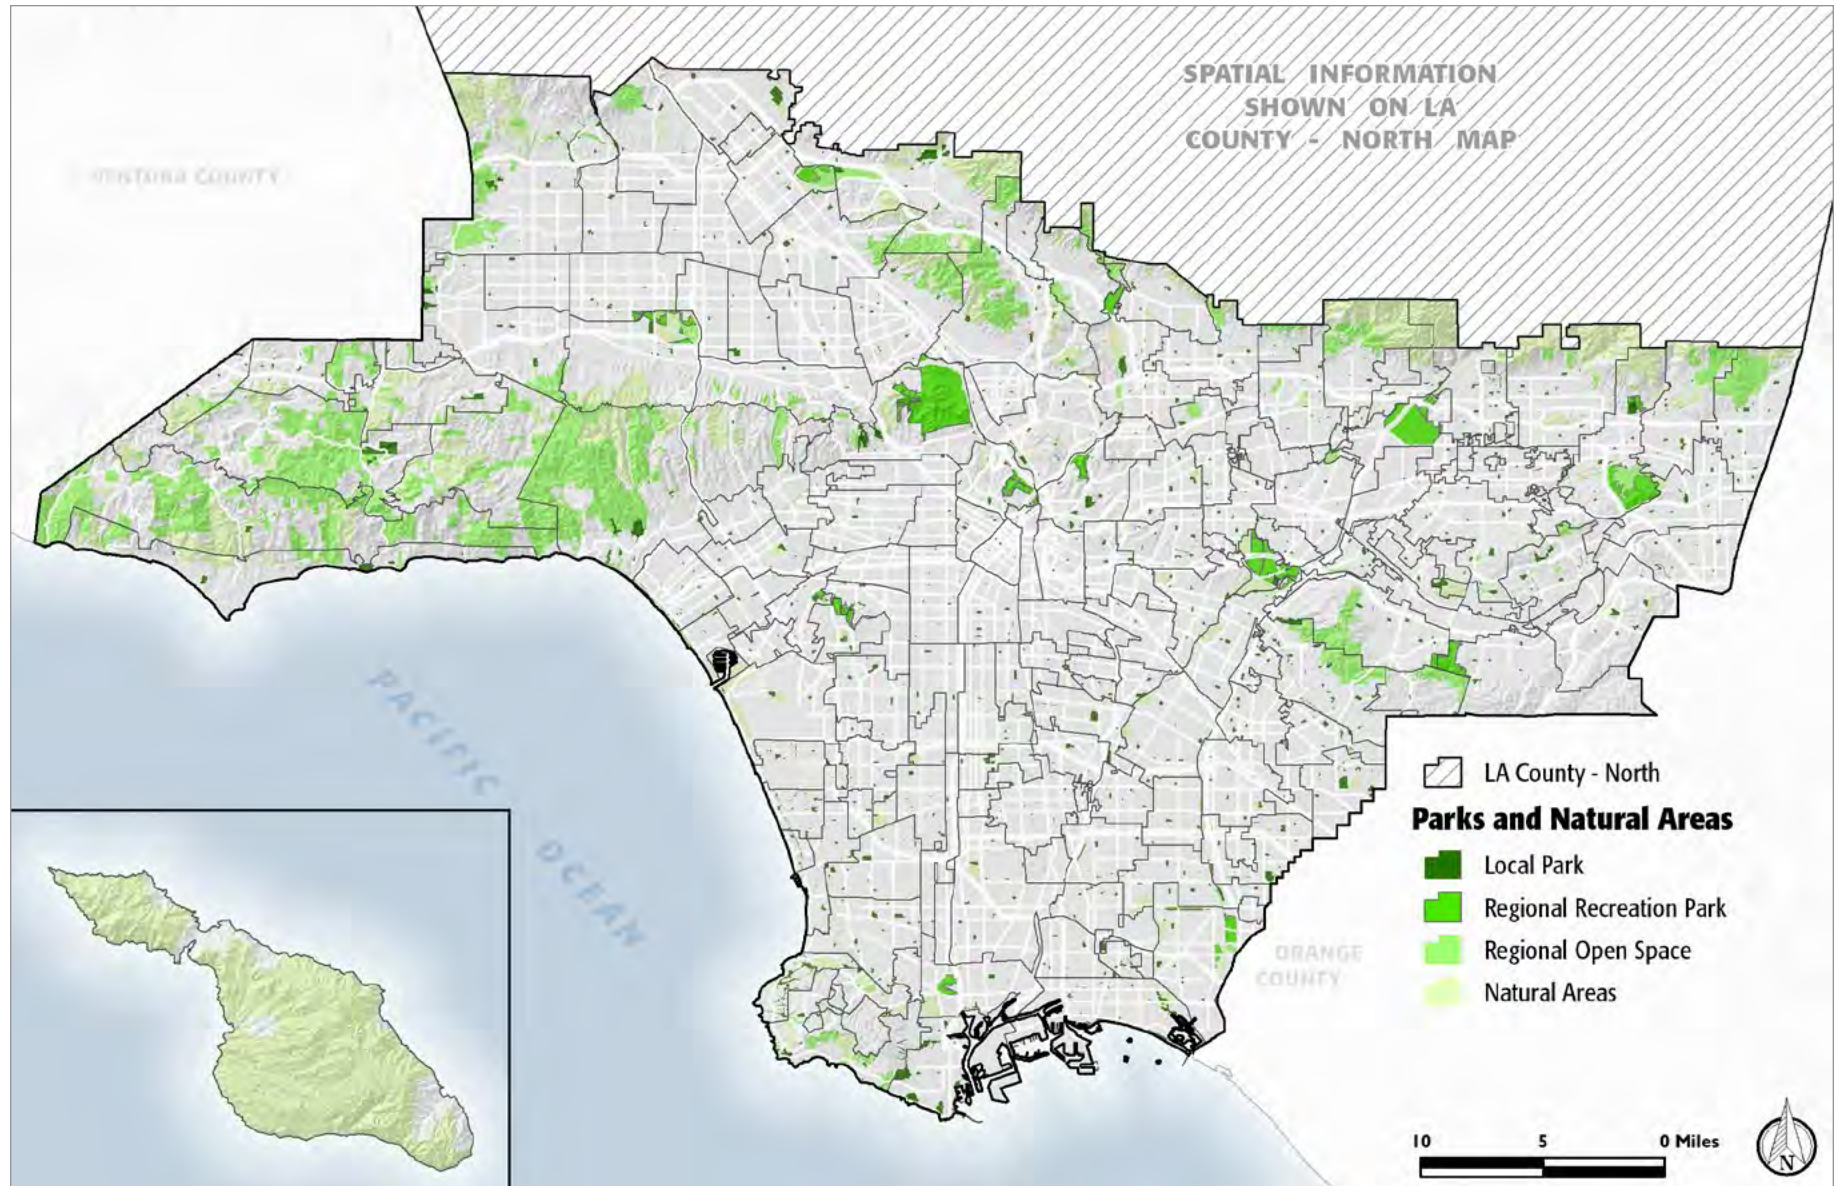 SPATIAL INFORMATION
SHOWN ON LA
COUNTY - NORTH MAP
VENTURA COUNTY
PACIFIC OCEAN
ORANGE
COUNTY
LA County - North
Parks and Natural Areas
Local Park
Regional Recreation Park
Regional Open Space
Natural Areas
10 5 0 Miles
N